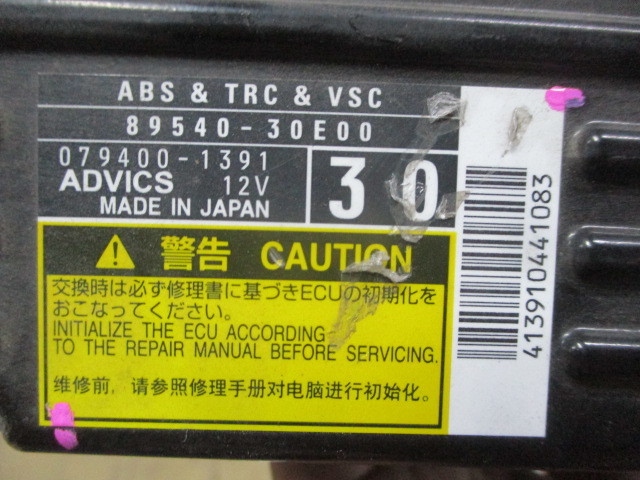 ABS & TRC & VSC
89540-30E00
079400-1391
ADVICS 12V
MADE IN JAPAN
30
警告 CAUTION
交換時は必ず修理書に基づきECUの初期化を
おこなってください。
INITIALIZE THE ECU ACCORDING
TO THE REPAIR MANUAL BEFORE SERVICING.
维修前，请参照修理手册对电脑进行初始化。
413910441083